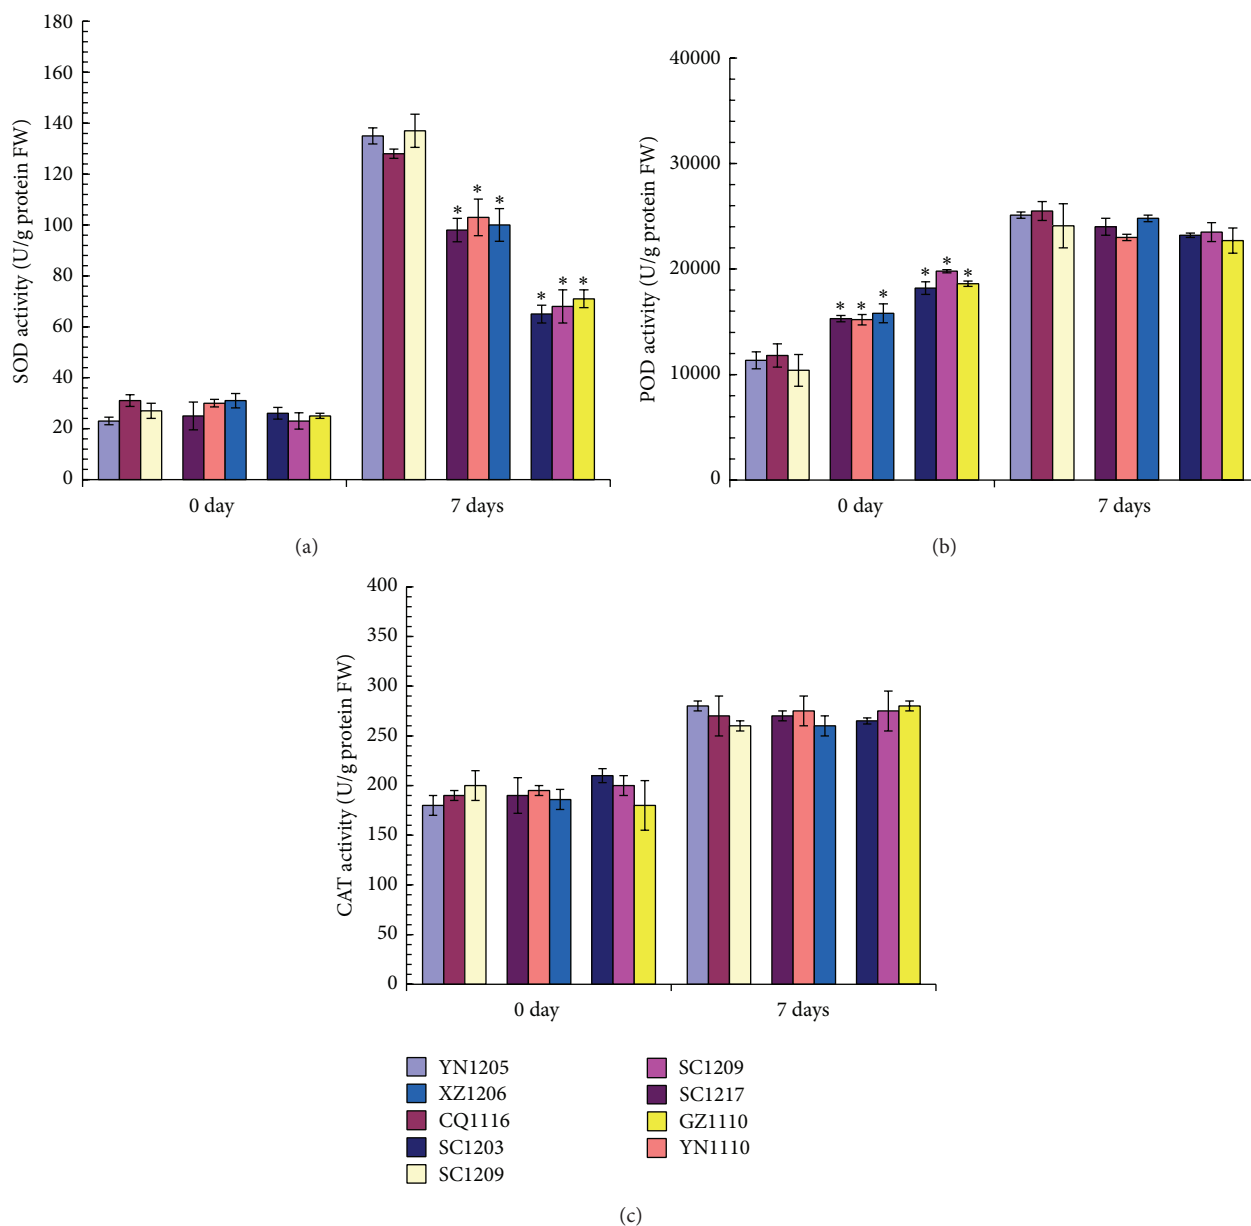 SOD activity (U/g protein FW)
180
160
140
120
100
80
60
40
20
0
* * *
* * *
0 day 7 days
(a)
POD activity (U/g protein FW)
40000
30000
20000
10000
0
* * *
* * *
0 day 7 days
(b)
CAT activity (U/g protein FW)
400
350
300
250
200
150
100
50
0
0 day 7 days
YN1205 SC1209
XZ1206 SC1217
CQ1116 GZ1110
SC1203 YN1110
SC1209
(c)